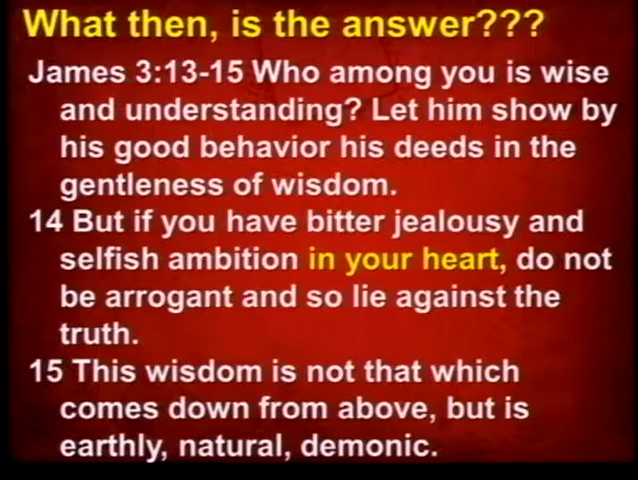 What then, is the answer???
James 3:13-15 Who among you is wise
and understanding? Let him show by
his good behavior his deeds in the
gentleness of wisdom.
14 But if you have bitter jealousy and
selfish ambition in your heart, do not
be arrogant and so lie against the
truth.
15 This wisdom is not that which
comes down from above, but is
earthly, natural, demonic.